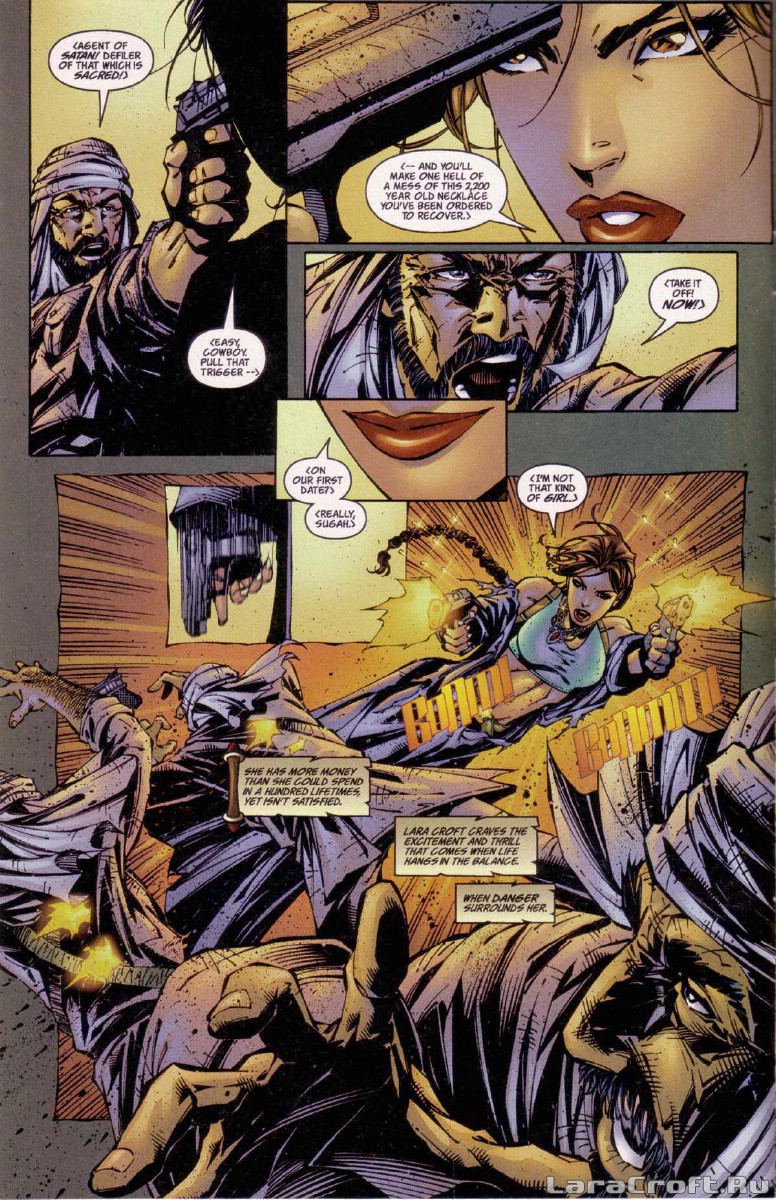 <AGENT OF
SATAN! DEFILER
OF THAT WHICH IS
SACRED!>
<EASY,
COWBOY.
PULL THAT
TRIGGER -->
<-- AND YOU'LL
MAKE ONE HELL OF
A MESS OF THIS 2,200
YEAR OLD NECKLACE
YOU'VE BEEN ORDERED
TO RECOVER.>
<TAKE IT
OFF!
NOW!>
<ON
OUR FIRST
DATE?>
<REALLY,
SUGAH.>
<I'M NOT
THAT KIND
OF GIRL.>
SHE HAS MORE MONEY
THAN SHE COULD SPEND
IN A HUNDRED LIFETIMES,
YET ISN'T SATISFIED.
LARA CROFT CRAVES THE
EXCITEMENT AND THRILL
THAT COMES WHEN LIFE
HANGS IN THE BALANCE.
WHEN DANGER
SURROUNDS HER.
LaraCroft.Ru